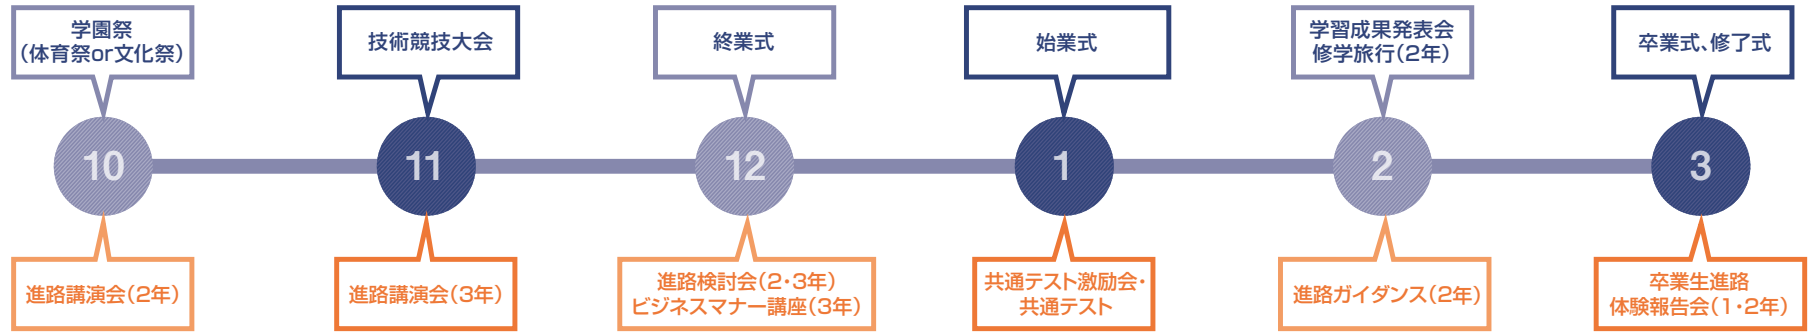 学園祭
(体育祭or文化祭)
技術競技大会
終業式
始業式
学習成果発表会
修学旅行(2年)
卒業式、修了式
10
11
12
1
2
3
進路講演会(2年)
進路講演会(3年)
進路検討会(2・3年)
ビジネスマナー講座(3年)
共通テスト激励会・
共通テスト
進路ガイダンス(2年)
卒業生進路
体験報告会(1・2年)